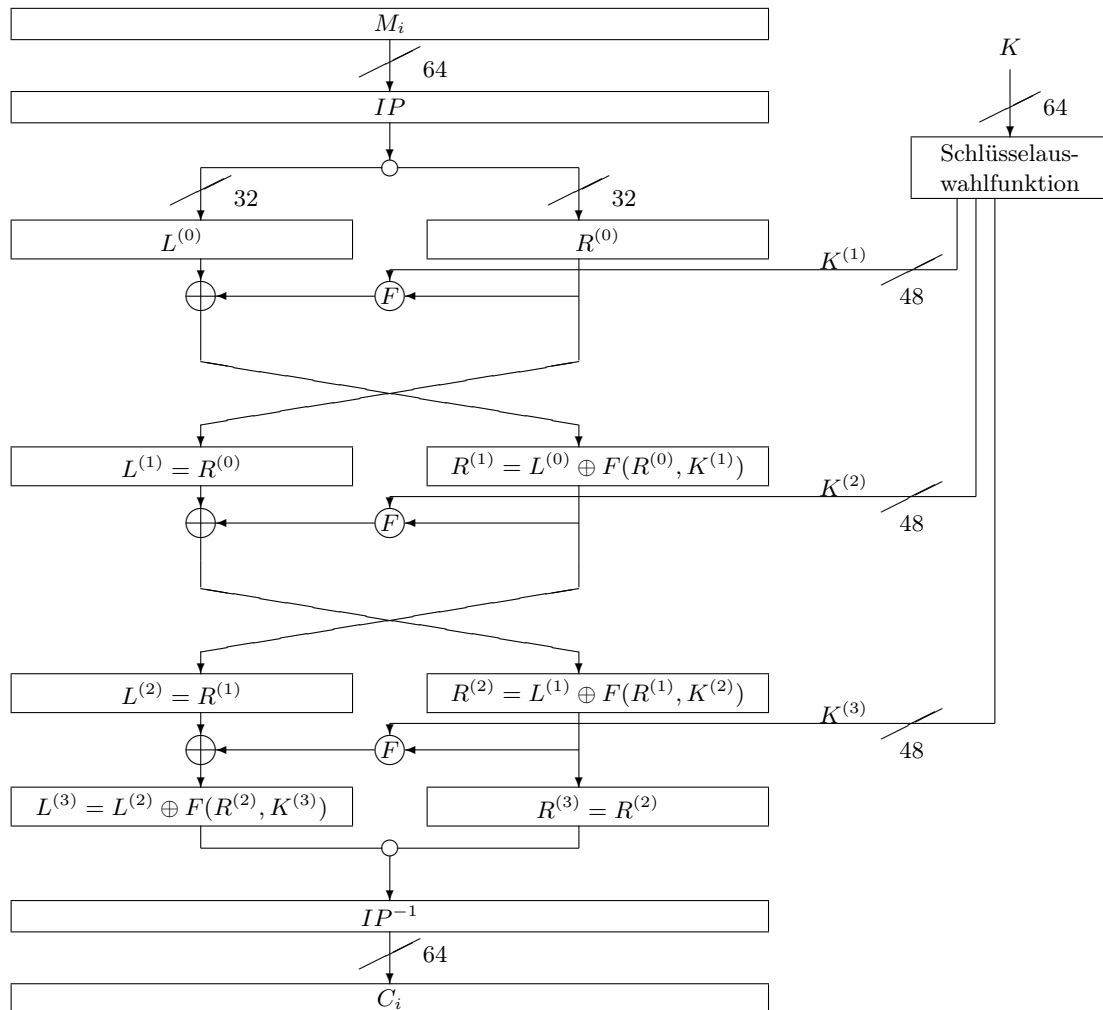 M_i
64
K
IP
64
Schlüsselaus-
wahlfunktion
32
32
L^{(0)}
R^{(0)}
K^{(1)}
F
48
L^{(1)} = R^{(0)}
R^{(1)} = L^{(0)} ⊕ F(R^{(0)}, K^{(1)})
K^{(2)}
F
48
L^{(2)} = R^{(1)}
R^{(2)} = L^{(1)} ⊕ F(R^{(1)}, K^{(2)})
K^{(3)}
F
48
L^{(3)} = L^{(2)} ⊕ F(R^{(2)}, K^{(3)})
R^{(3)} = R^{(2)}
IP^{-1}
64
C_i